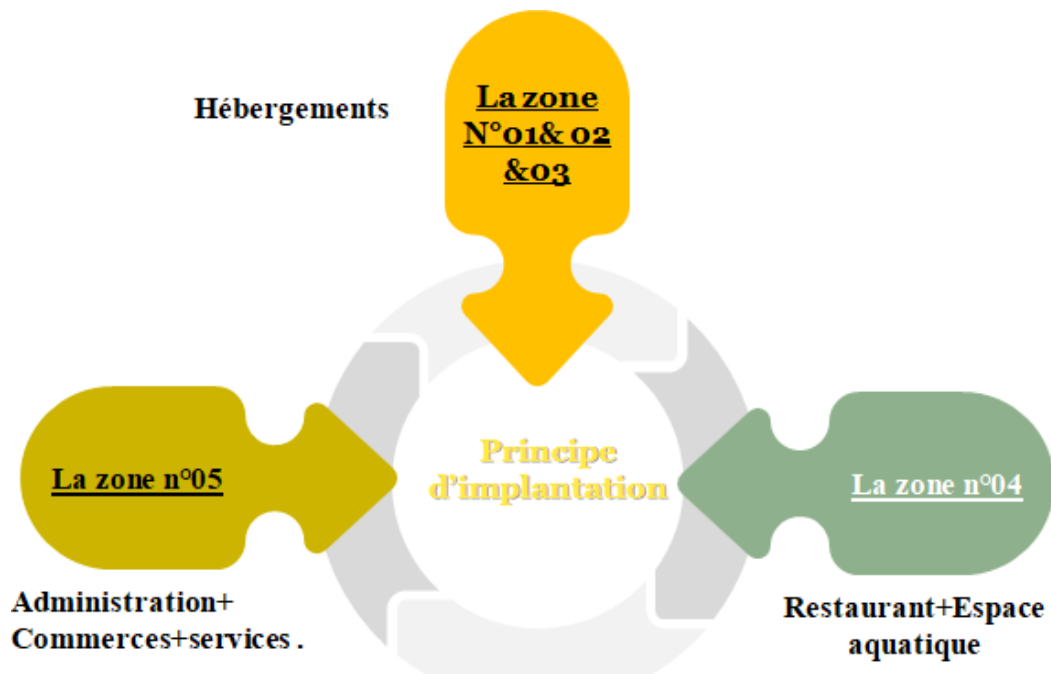 Hébergements
La zone
N°01& 02
&03
Principe
d'implantation
La zone n°05
La zone n°04
Administration+
Commerces+services .
Restaurant+Espace
aquatique